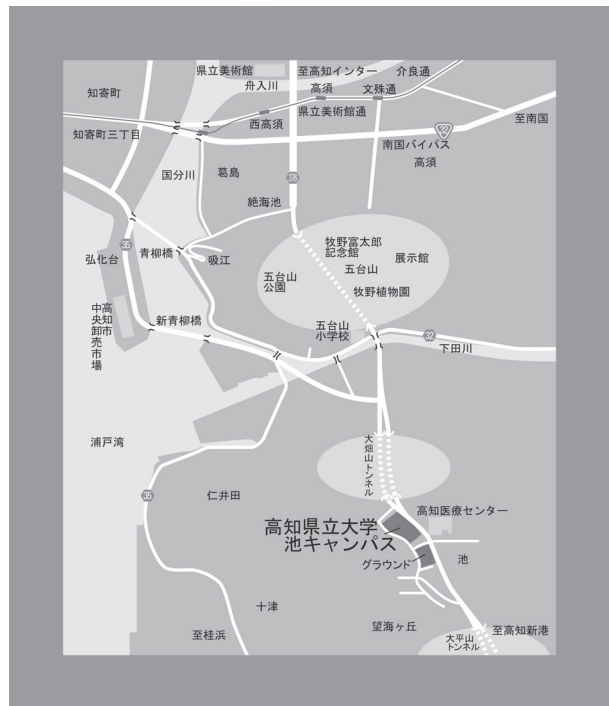 県立美術館
至高知インター
介良通
舟入川
高須
文殊通
知寄町
県立美術館通
西高須
至南国
32
知寄町三丁目
南国バイパス
高須
国分川
葛島
376
絶海池
牧野富太郎
記念館
展示館
五台山
35
青柳橋
吸江
弘化台
五台山
公園
牧野植物園
高知市
中央卸売市場
新青柳橋
五台山
小学校
32
下田川
浦戸湾
大畑山トンネル
35
仁井田
高知医療センター
高知県立大学
池キャンパス
グラウンド
池
十津
望海ヶ丘
至桂浜
大平山
トンネル
至高知新港